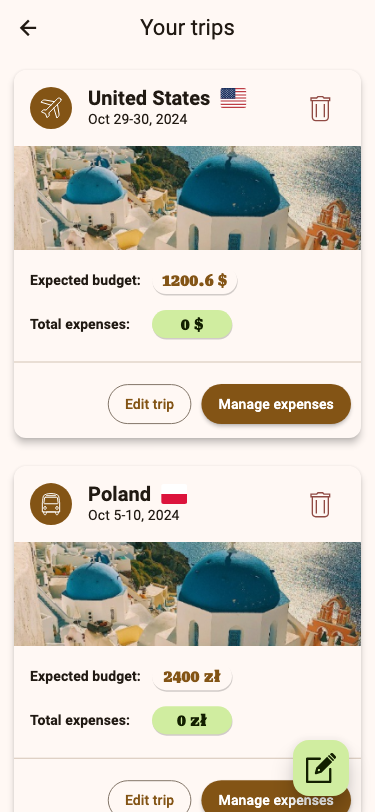 Your trips
United States
Oct 29-30, 2024
Expected budget: 1200.6 $
Total expenses: 0 $
Edit trip Manage expenses
Poland
Oct 5-10, 2024
Expected budget: 2400 zł
Total expenses: 0 zł
Edit trip Manage expenses